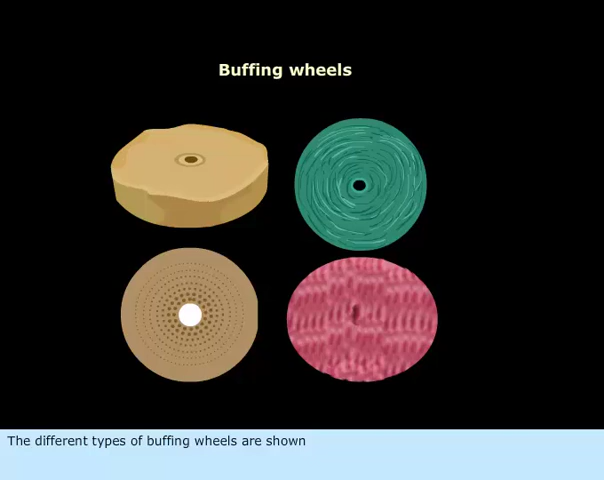 Buffing wheels
The different types of buffing wheels are shown